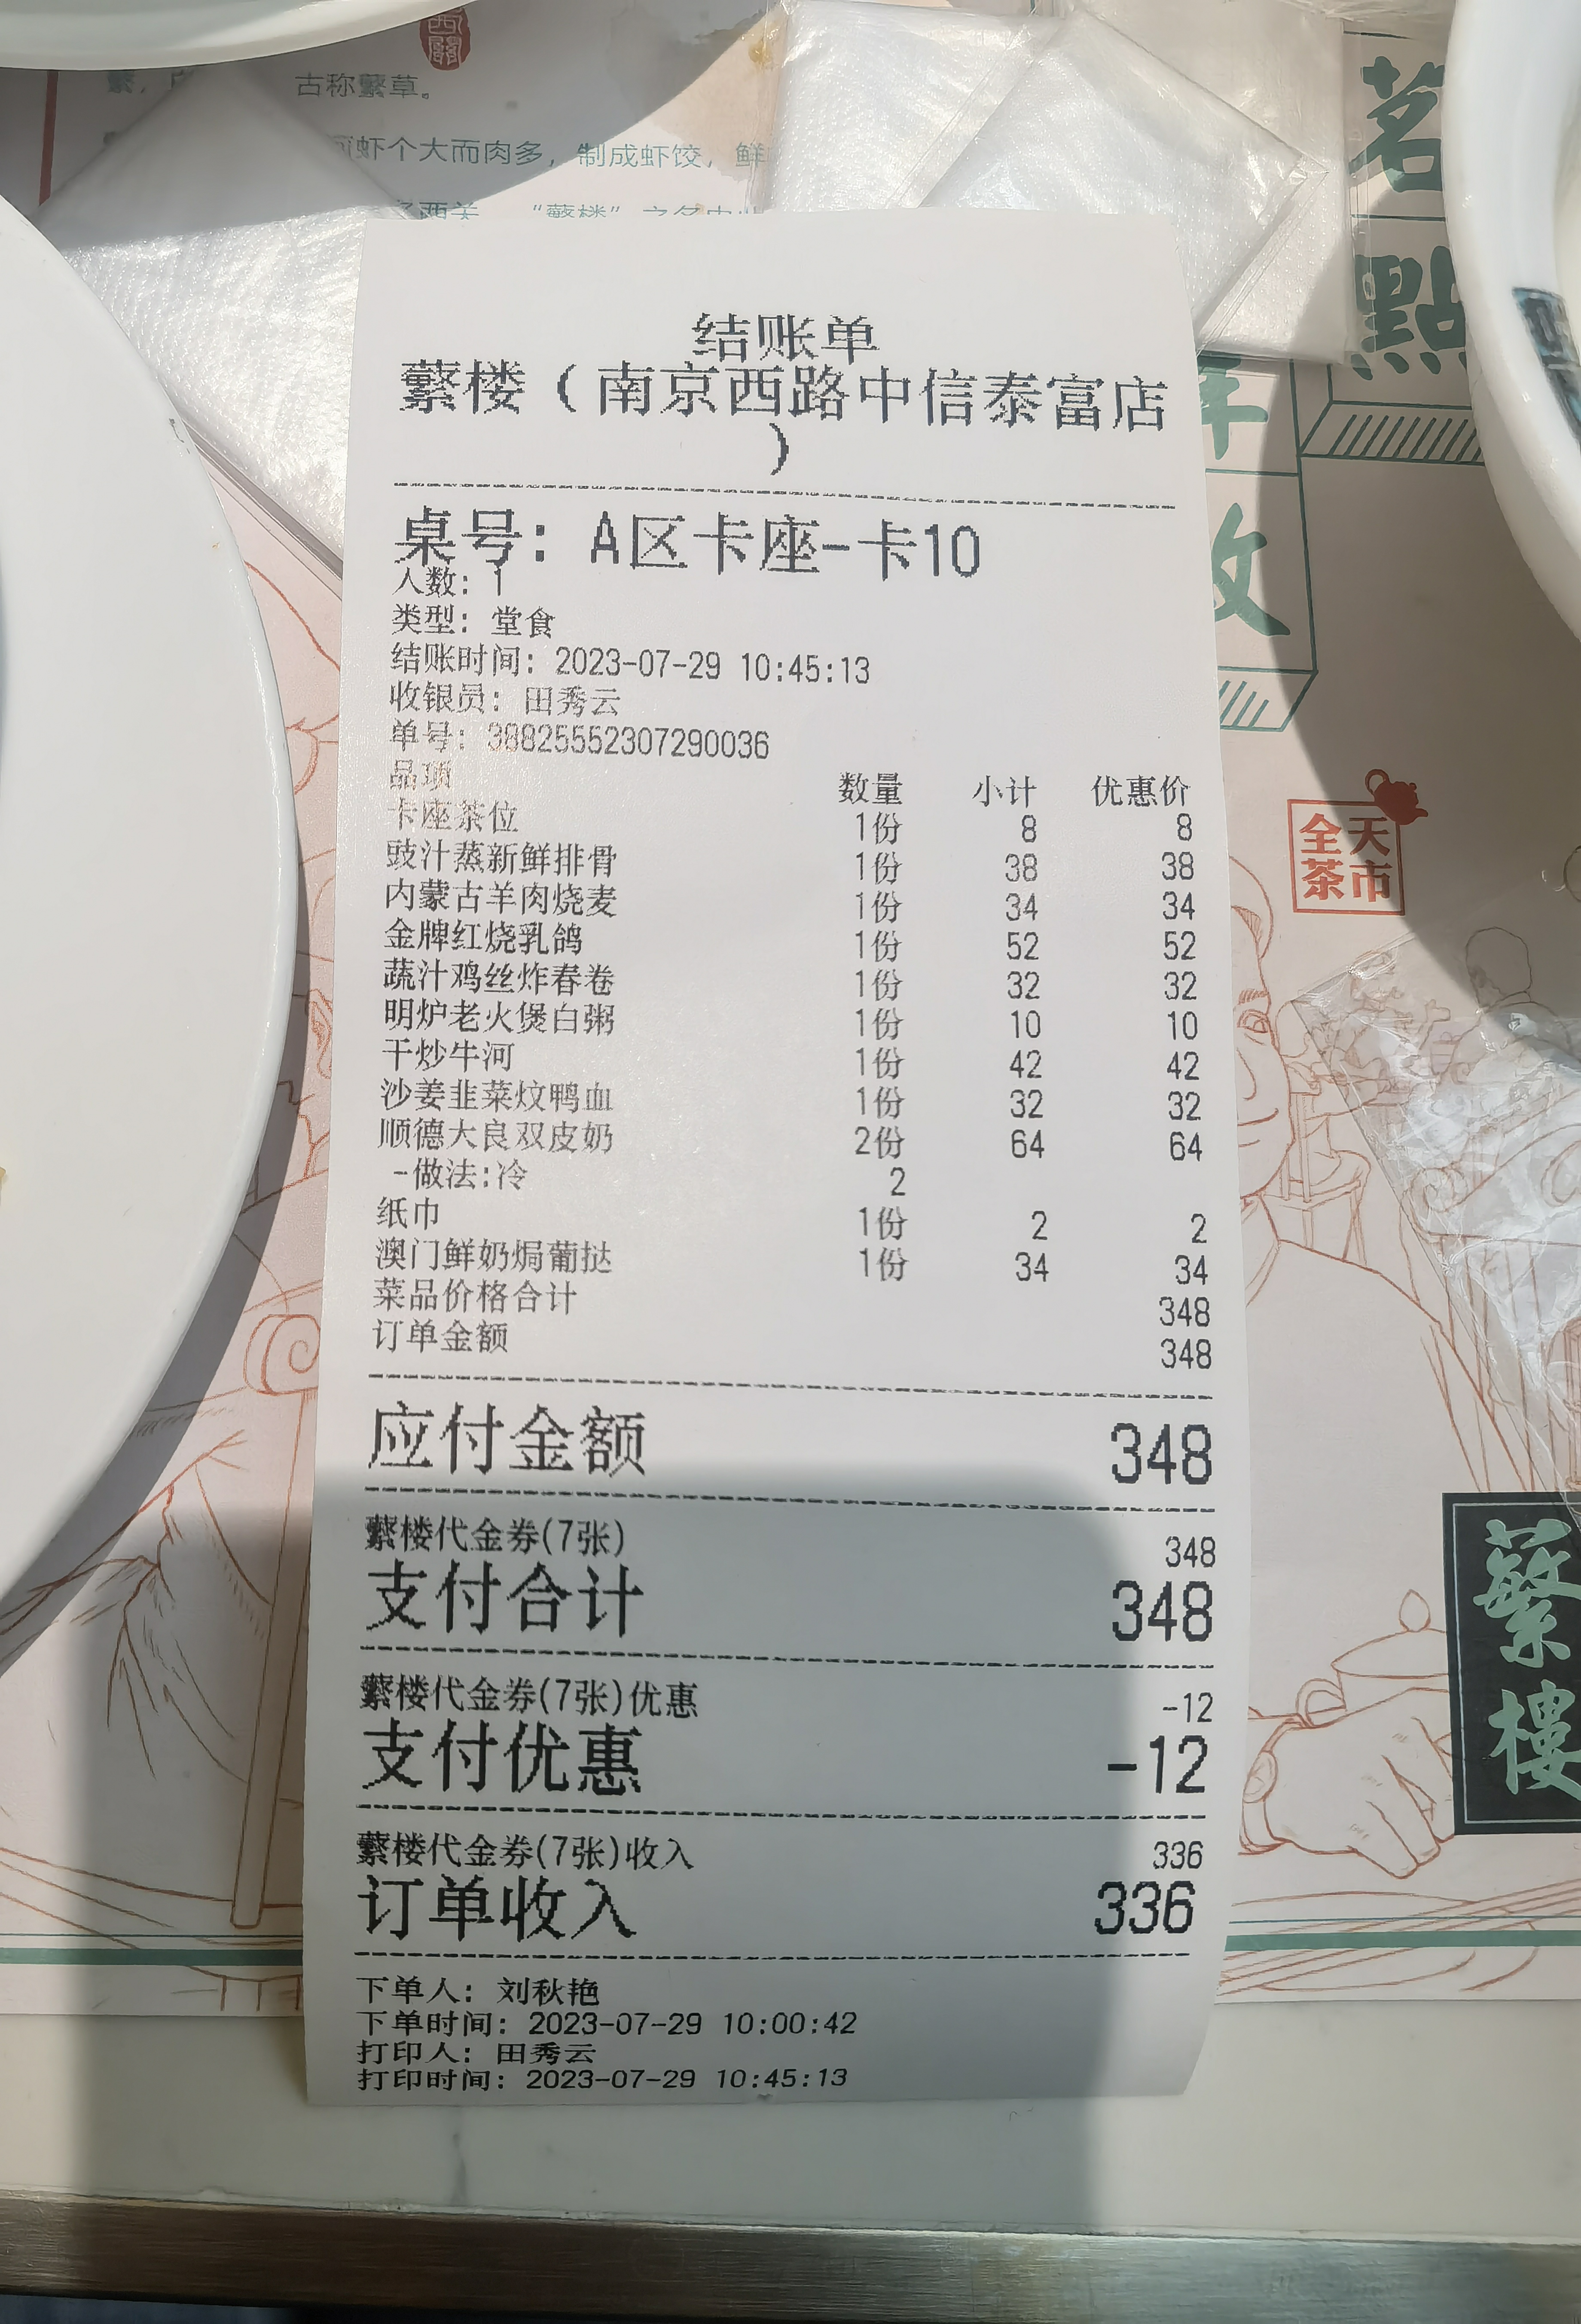 西關
古称蘩草。
虾个大而肉多，制成虾饺，鲜
西关 “蘩楼”之名由此
茗
點
结账单
蘩楼（南京西路中信泰富店
）
桌号：A区卡座-卡10
人数：1
类型：堂食
结账时间：2023-07-29 10:45:13
收银员：田秀云
单号：38825552307290036
品项 数量 小计 优惠价
卡座茶位 1份 8 8
豉汁蒸新鲜排骨 1份 38 38
内蒙古羊肉烧麦 1份 34 34
金牌红烧乳鸽 1份 52 52
蔬汁鸡丝炸春卷 1份 32 32
明炉老火煲白粥 1份 10 10
干炒牛河 1份 42 42
沙姜韭菜炆鸭血 1份 32 32
顺德大良双皮奶 2份 64 64
-做法:冷 2
纸巾 1份 2 2
澳门鲜奶焗葡挞 1份 34 34
菜品价格合计 348
订单金额 348
应付金额 348
蘩楼代金券(7张) 348
支付合计 348
蘩楼代金券(7张)优惠 -12
支付优惠 -12
蘩楼代金券(7张)收入 336
订单收入 336
下单人：刘秋艳
下单时间：2023-07-29 10:00:42
打印人：田秀云
打印时间：2023-07-29 10:45:13
全天
茶市
蘩
樓